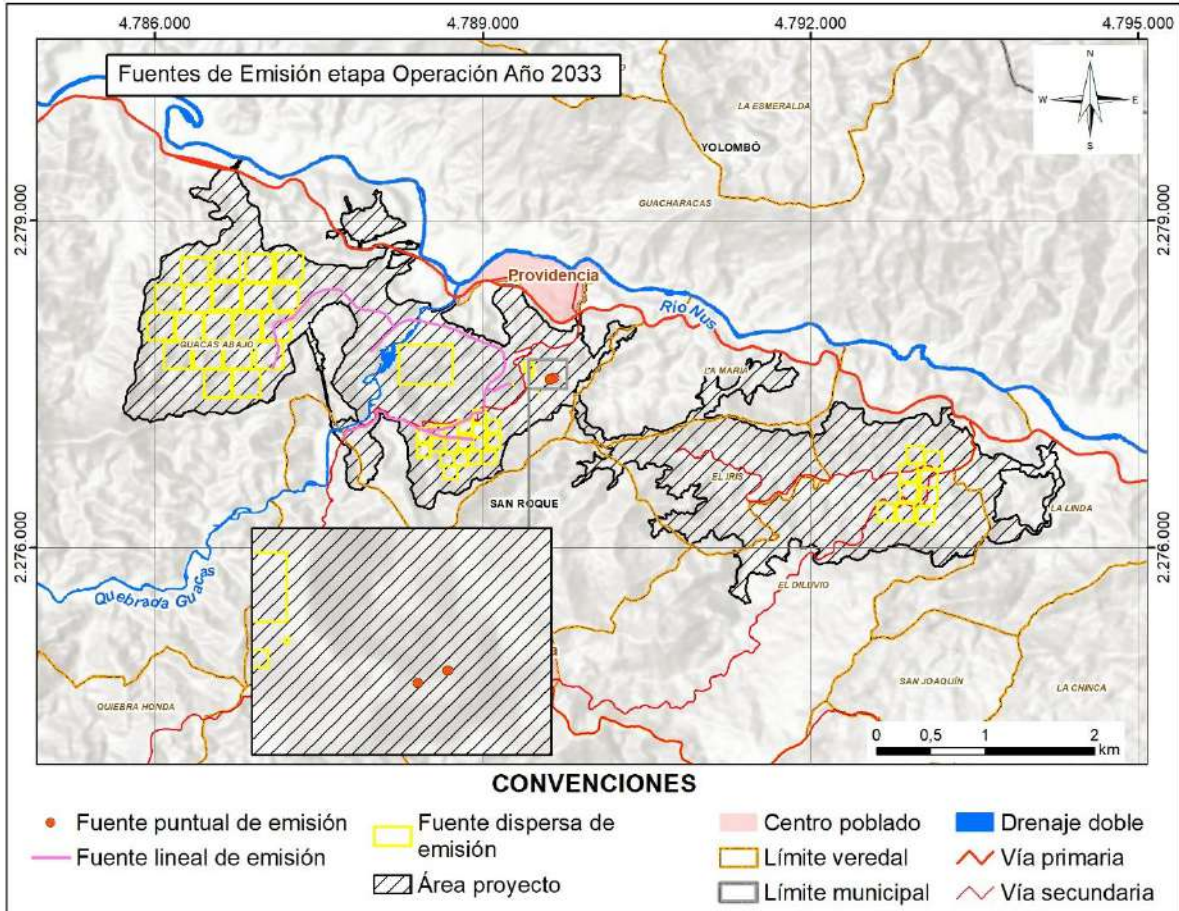 4.786.000 4.789.000 4.792.000 4.795.000
Fuentes de Emisión etapa Operación Año 2033
N
W E
S
LA ESMERALDA
YOLOMBÓ
GUACHARACAS
2.279.000 2.279.000
Providencia
Río Nus
GUACAS ABAJO
LA MARIA
EL IRIS
SAN ROQUE
LA LINDA
2.276.000 2.276.000
EL DILUVIO
Quebrada Guacas
SAN JOAQUÍN
LA CHINCA
QUIEBRA HONDA
0 0,5 1 2
km
CONVENCIONES
Fuente puntual de emisión
Fuente lineal de emisión
Fuente dispersa de
emisión
Área proyecto
Centro poblado
Límite veredal
Límite municipal
Drenaje doble
Vía primaria
Vía secundaria